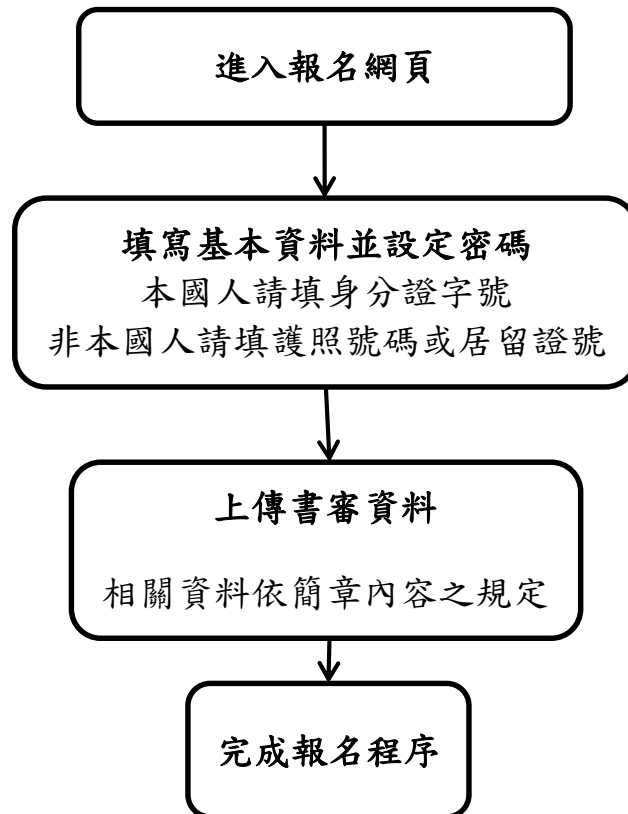 進入報名網頁
填寫基本資料並設定密碼
本國人請填身分證字號
非本國人請填護照號碼或居留證號
上傳書審資料
相關資料依簡章內容之規定
完成報名程序